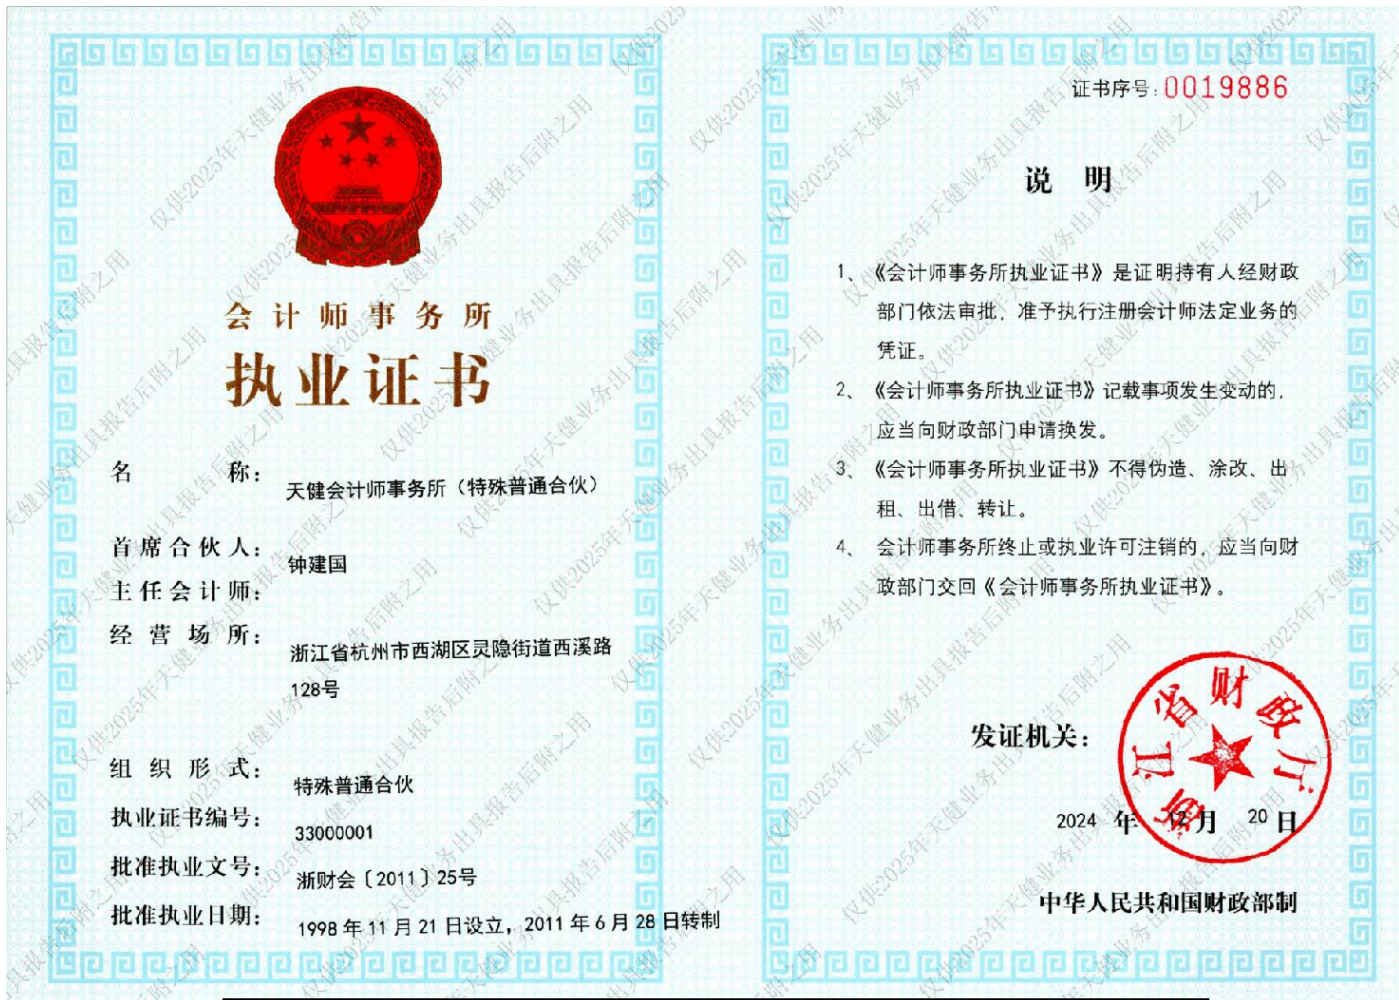 会计师事务所
执业证书
名 称：
天健会计师事务所（特殊普通合伙）
首席合伙人：
钟建国
主任会计师：
经营场所：
浙江省杭州市西湖区灵隐街道西溪路
128号
组织形式：
特殊普通合伙
执业证书编号：
33000001
批准执业文号：
浙财会〔2011〕25号
批准执业日期：
1998年11月21日设立，2011年6月28日转制
证书序号：0019886
说 明
1、《会计师事务所执业证书》是证明持有人经财政
部门依法审批，准予执行注册会计师法定业务的
凭证。
2、《会计师事务所执业证书》记载事项发生变动的，
应当向财政部门申请换发。
3、《会计师事务所执业证书》不得伪造、涂改、出
租、出借、转让。
4、会计师事务所终止或执业许可注销的，应当向财
政部门交回《会计师事务所执业证书》。
发证机关：
浙江省财政厅
2024年12月20日
中华人民共和国财政部制
仅供2025年天健业务出具报告后附之用